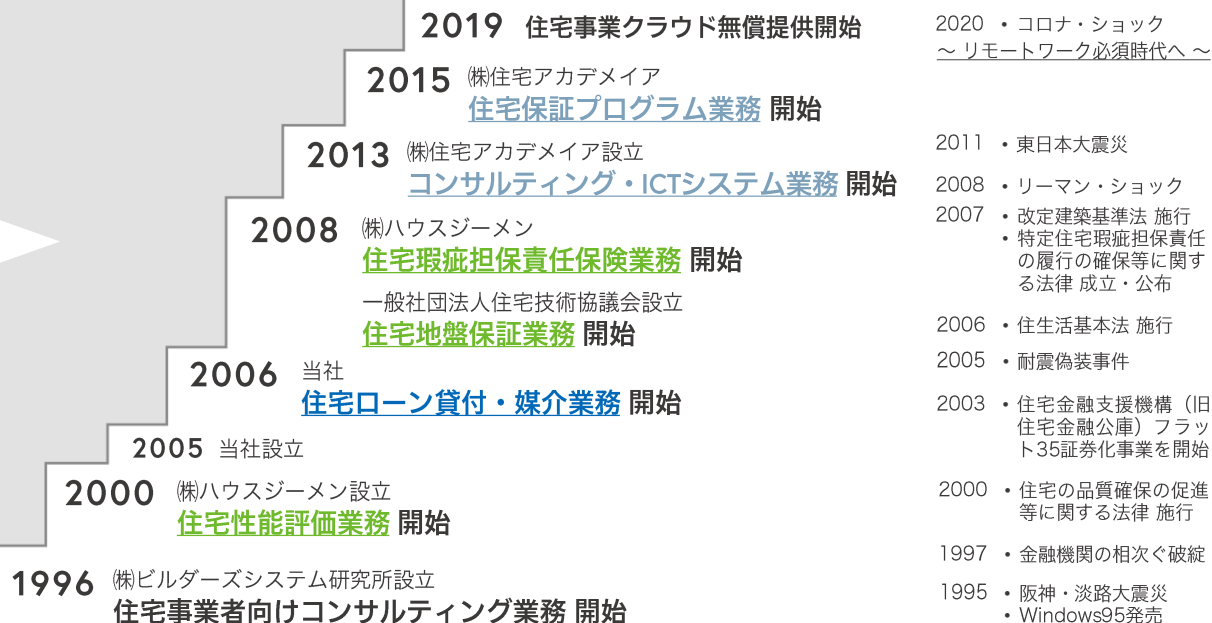 2019 住宅事業クラウド無償提供開始
2015 ㈱住宅アカデメイア
住宅保証プログラム業務 開始
2013 ㈱住宅アカデメイア設立
コンサルティング・ICTシステム業務 開始
2008 ㈱ハウスジーメン
住宅瑕疵担保責任保険業務 開始
一般社団法人住宅技術協議会設立
住宅地盤保証業務 開始
2006 当社
住宅ローン貸付・媒介業務 開始
2005 当社設立
2000 ㈱ハウスジーメン設立
住宅性能評価業務 開始
1996 ㈱ビルダーズシステム研究所設立
住宅事業者向けコンサルティング業務 開始
2020 • コロナ・ショック
～ リモートワーク必須時代へ ～
2011 • 東日本大震災
2008 • リーマン・ショック
2007 • 改定建築基準法 施行
• 特定住宅瑕疵担保責任
の履行の確保等に関す
る法律 成立・公布
2006 • 住生活基本法 施行
2005 • 耐震偽装事件
2003 • 住宅金融支援機構（旧
住宅金融公庫）フラッ
ト35証券化事業を開始
2000 • 住宅の品質確保の促進
等に関する法律 施行
1997 • 金融機関の相次ぐ破綻
1995 • 阪神・淡路大震災
• Windows95発売